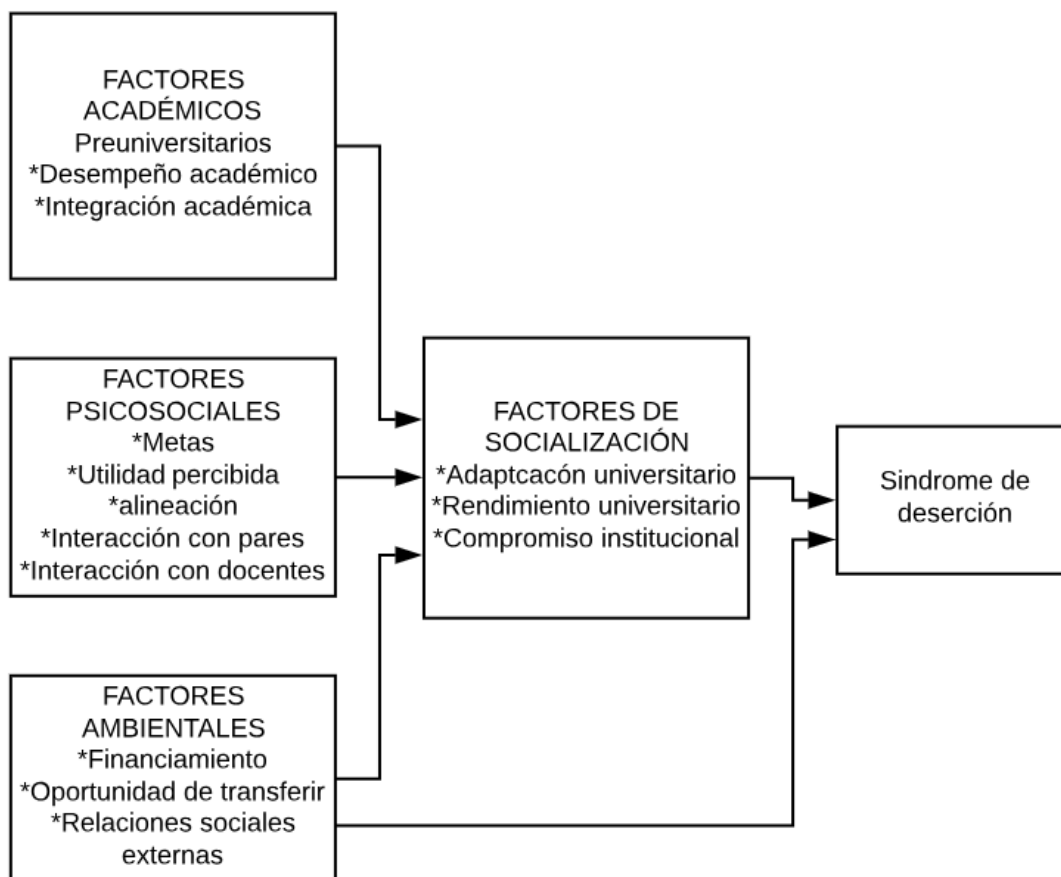 FACTORES
ACADÉMICOS
Preuniversitarios
*Desempeño académico
*Integración académica
FACTORES
PSICOSOCIALES
*Metas
*Utilidad percibida
*alineación
*Interacción con pares
*Interacción con docentes
FACTORES
AMBIENTALES
*Financiamiento
*Oportunidad de transferir
*Relaciones sociales
externas
FACTORES DE
SOCIALIZACIÓN
*Adaptcacón universitario
*Rendimiento universitario
*Compromiso institucional
Sindrome de
deserción